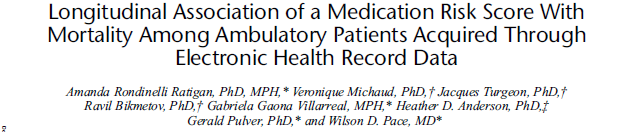 Longitudinal Association of a Medication Risk Score With
Mortality Among Ambulatory Patients Acquired Through
Electronic Health Record Data
Amanda Rondinelli Ratigan, PhD, MPH,* Veronique Michaud, PhD,† Jacques Turgeon, PhD,†
Ravil Bikmetov, PhD,† Gabriela Gaona Villarreal, MPH,* Heather D. Anderson, PhD,‡
Gerald Pulver, PhD,* and Wilson D. Pace, MD*